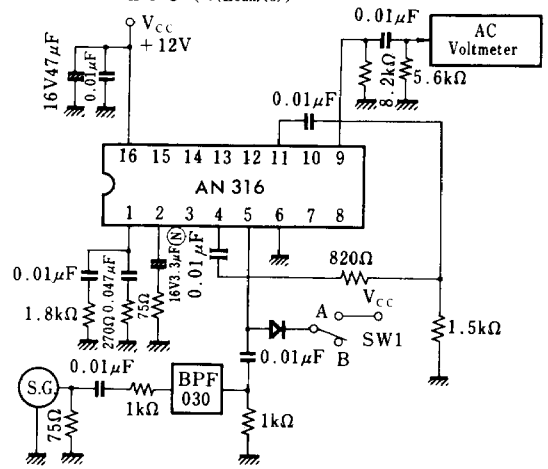 VCC
+12V
16V47μF
0.01μF
0.01μF
8.2kΩ
5.6kΩ
AC
Voltmeter
0.01μF
16 15 14 13 12 11 10 9
AN 316
1 2 3 4 5 6 7 8
0.01μF
0.047μF
1.8kΩ
270Ω
75Ω
16V3.3μF Ⓝ
0.01μF
820Ω
VCC
A
B
SW1
1.5kΩ
0.01μF
S.G.
0.01μF
75Ω
1kΩ
BPF
030
1kΩ